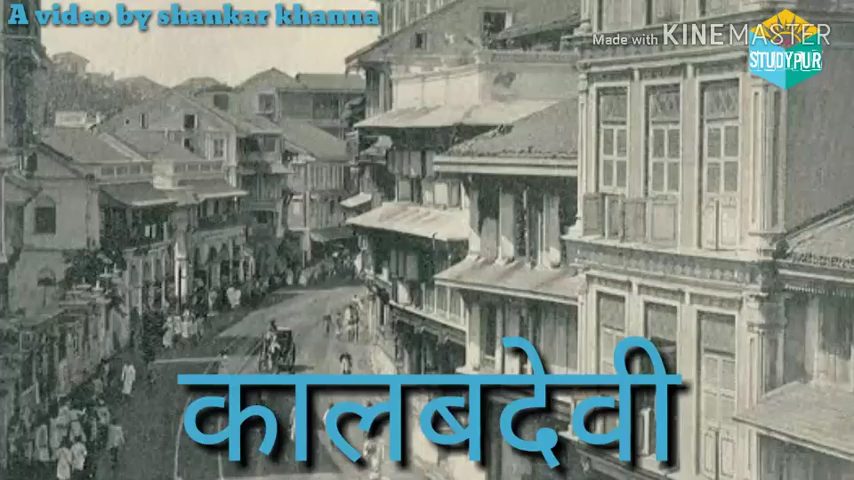 A video by shankar khanna
Made with KINEMASTER
STUDYPUR
कालबदेवी